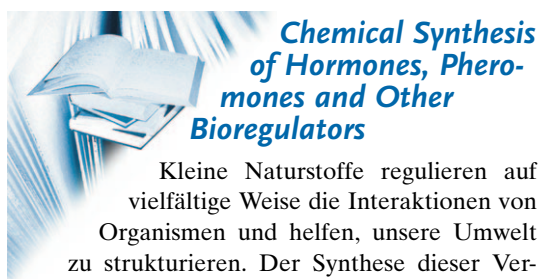 Chemical Synthesis
of Hormones, Phero-
mones and Other
Bioregulators
Kleine Naturstoffe regulieren auf
vielfältige Weise die Interaktionen von
Organismen und helfen, unsere Umwelt
zu strukturieren. Der Synthese dieser Ver-